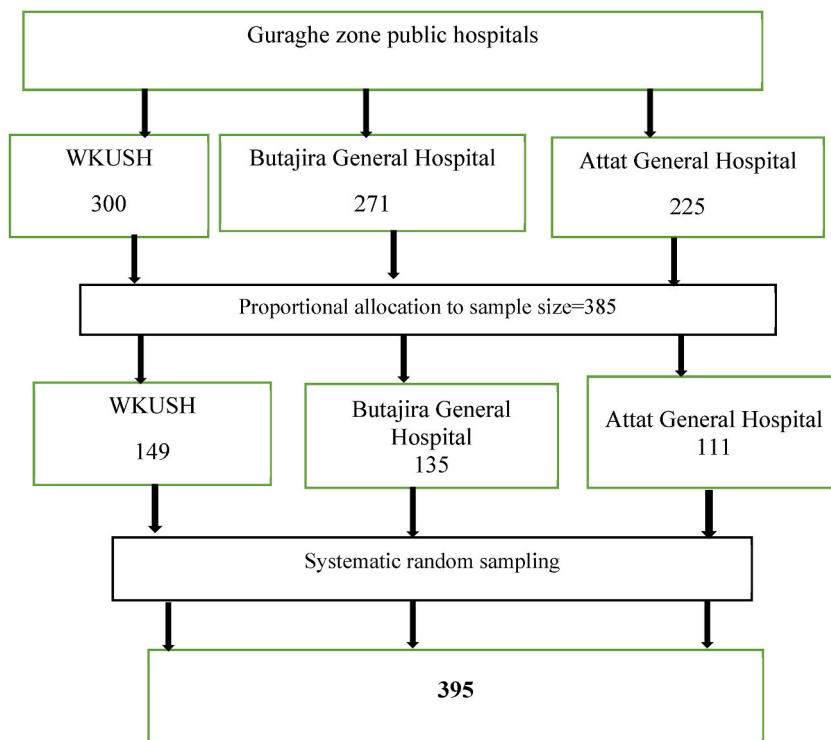 Guraghe zone public hospitals
WKUSH
300
Butajira General Hospital
271
Attat General Hospital
225
Proportional allocation to sample size=385
WKUSH
149
Butajira General
Hospital
135
Attat General Hospital
111
Systematic random sampling
395